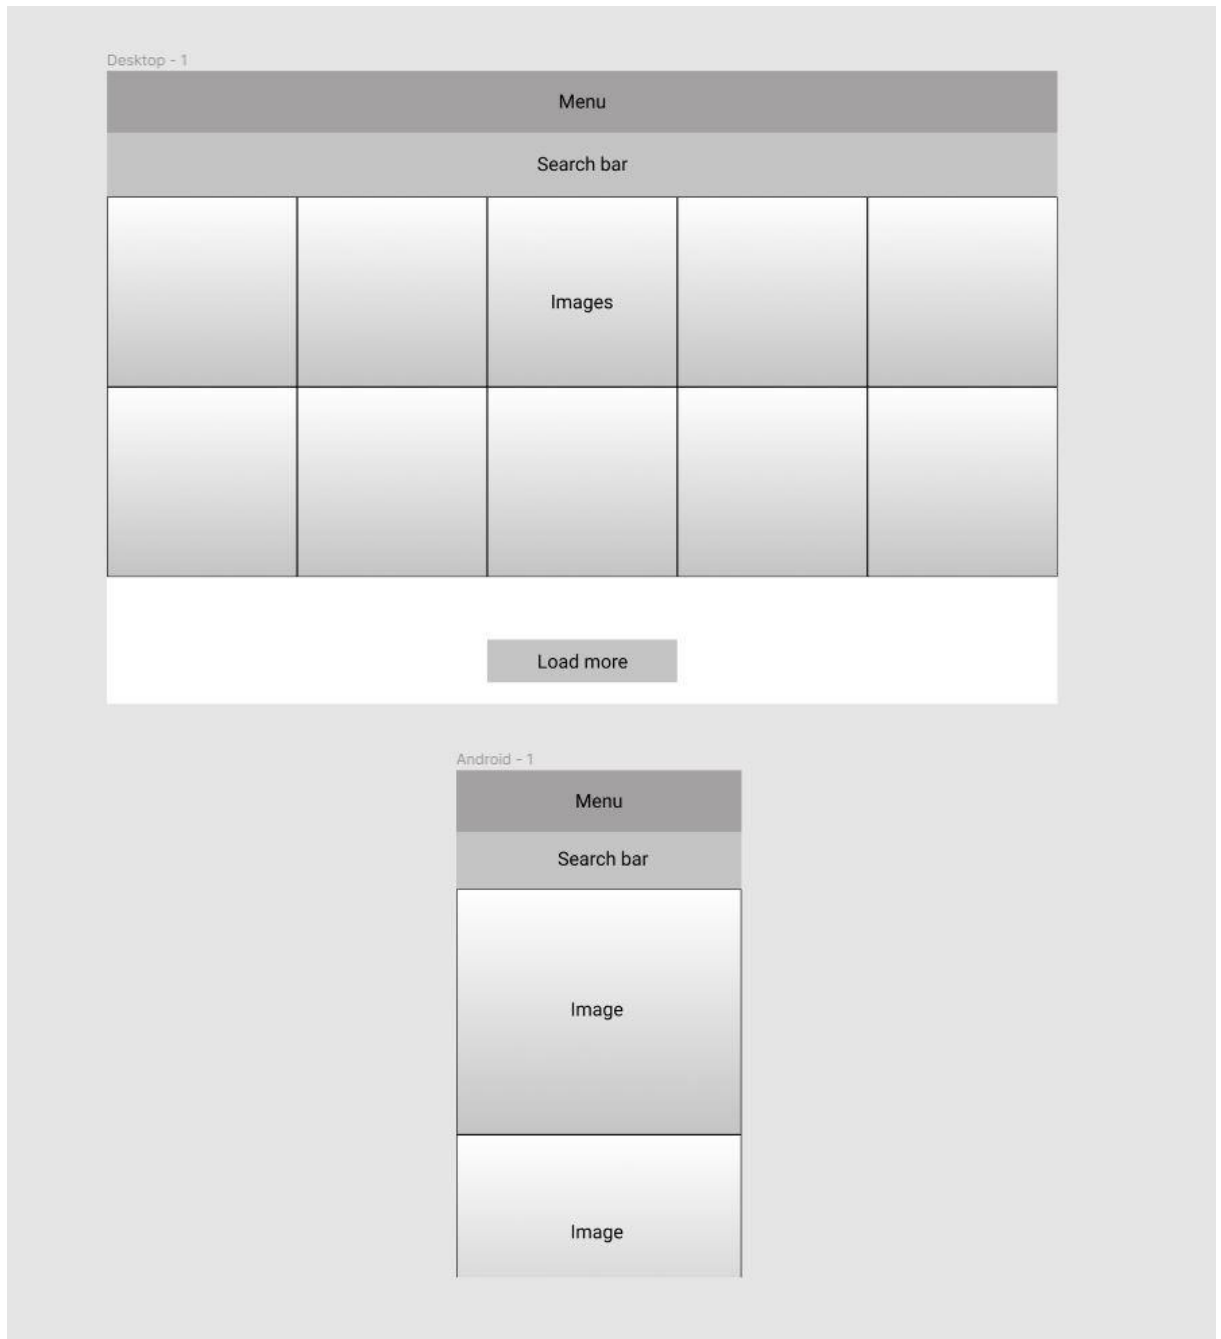 Desktop - 1
Menu
Search bar
Images
Load more
Android - 1
Menu
Search bar
Image
Image